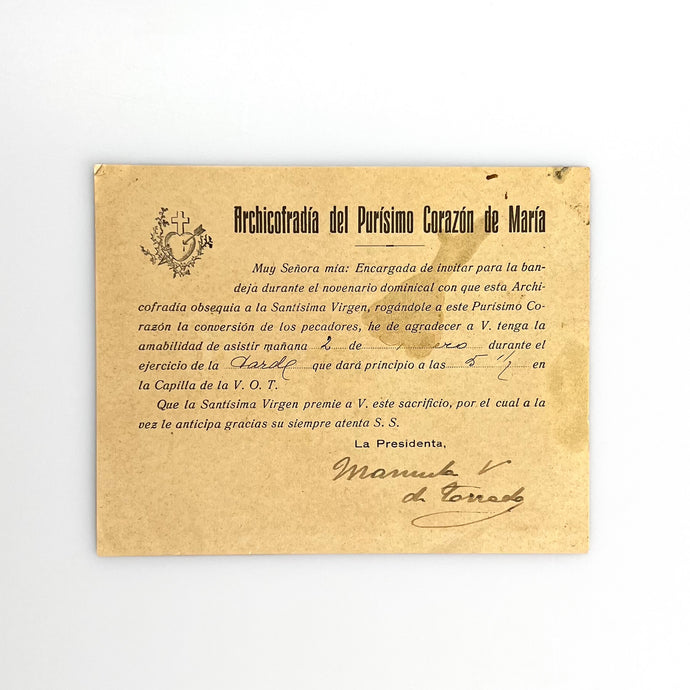 Archicofradía del Purísimo Corazón de María
Muy Señora mía: Encargada de invitar para la ban-
deja durante el novenario dominical con que esta Archi-
cofradía obsequia a la Santísima Virgen, rogándole a este Purísimo Co-
razón la conversión de los pecadores, he de agradecer a V. tenga la
amabilidad de asistir mañana 2 de durante el
ejercicio de la tarde que dará principio a las 5 1/2 en
la Capilla de la V. O. T.
Que la Santísima Virgen premie a V. este sacrificio, por el cual a la
vez le anticipa gracias su siempre atenta S. S.
La Presidenta,
Manuela V
de Torrado